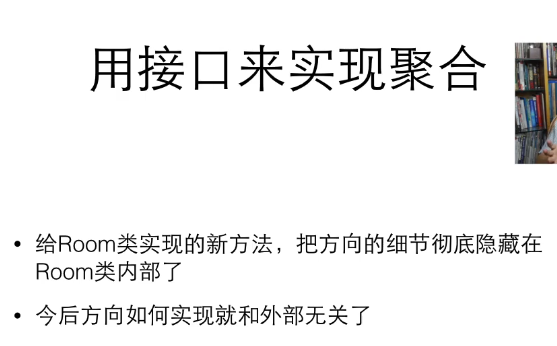 用接口来实现聚合
• 给Room类实现的新方法，把方向的细节彻底隐藏在
Room类内部了
• 今后方向如何实现就和外部无关了